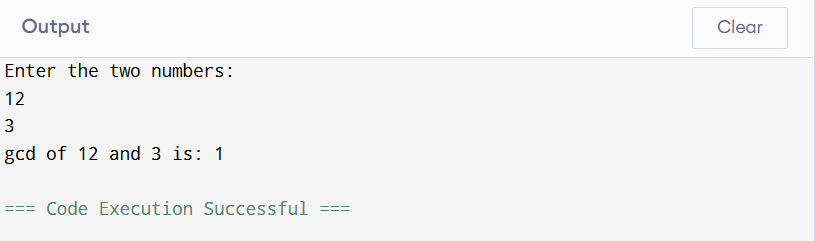 Output
Clear
Enter the two numbers:
12
3
gcd of 12 and 3 is: 1
=== Code Execution Successful ===